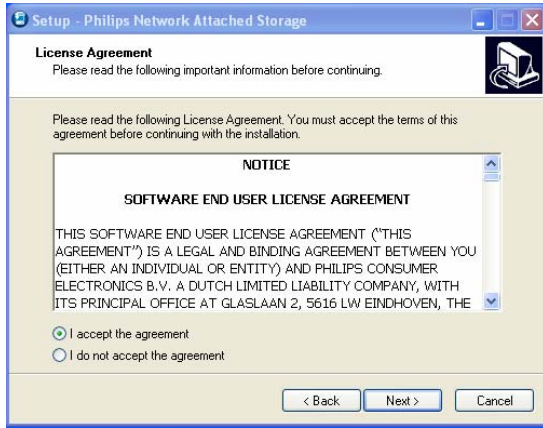 Setup - Philips Network Attached Storage
License Agreement
Please read the following important information before continuing.
Please read the following License Agreement. You must accept the terms of this
agreement before continuing with the installation.
NOTICE
SOFTWARE END USER LICENSE AGREEMENT
THIS SOFTWARE END USER LICENSE AGREEMENT ("THIS
AGREEMENT") IS A LEGAL AND BINDING AGREEMENT BETWEEN YOU
(EITHER AN INDIVIDUAL OR ENTITY) AND PHILIPS CONSUMER
ELECTRONICS B.V. A DUTCH LIMITED LIABILITY COMPANY, WITH
ITS PRINCIPAL OFFICE AT GLASLAAN 2, 5616 LW EINDHOVEN, THE
I accept the agreement
I do not accept the agreement
< Back Next > Cancel